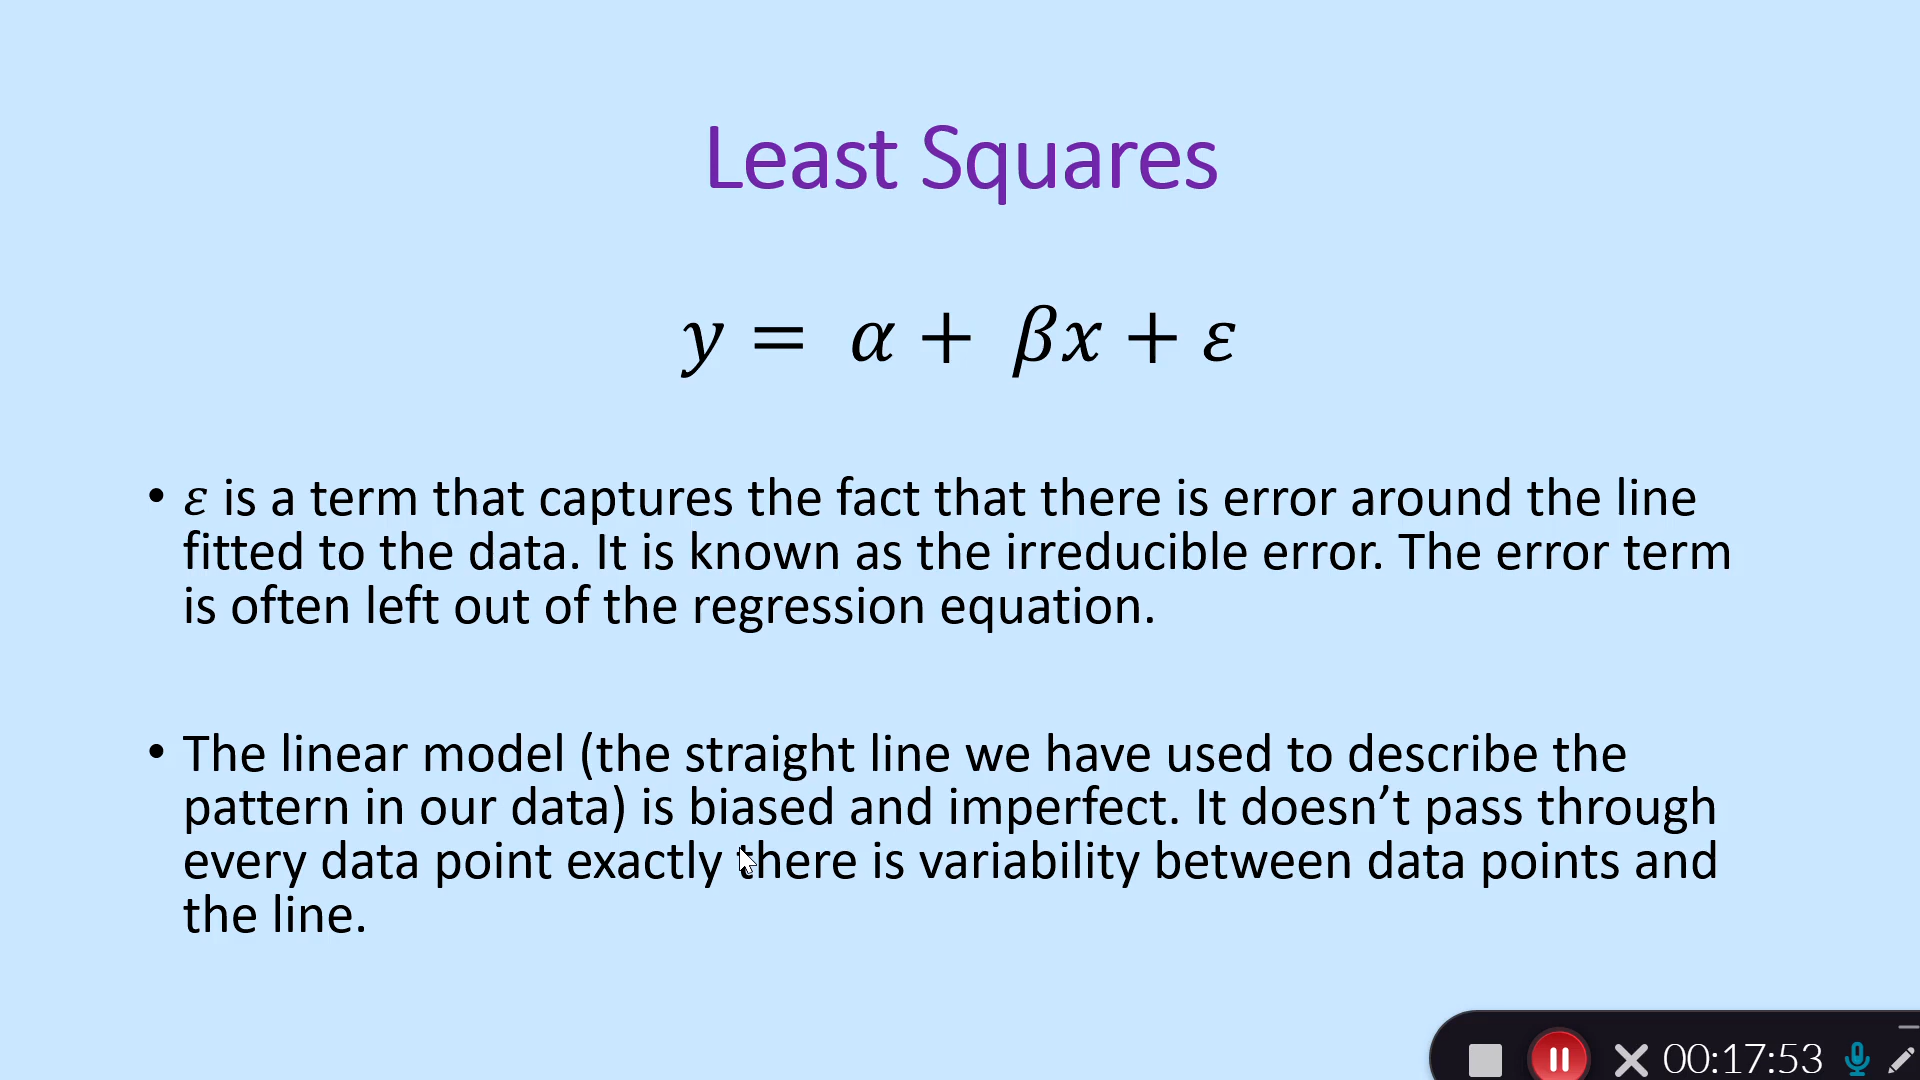 Least Squares
y = α + βx + ε
• ε is a term that captures the fact that there is error around the line
fitted to the data. It is known as the irreducible error. The error term
is often left out of the regression equation.
• The linear model (the straight line we have used to describe the
pattern in our data) is biased and imperfect. It doesn’t pass through
every data point exactly there is variability between data points and
the line.
00:17:53